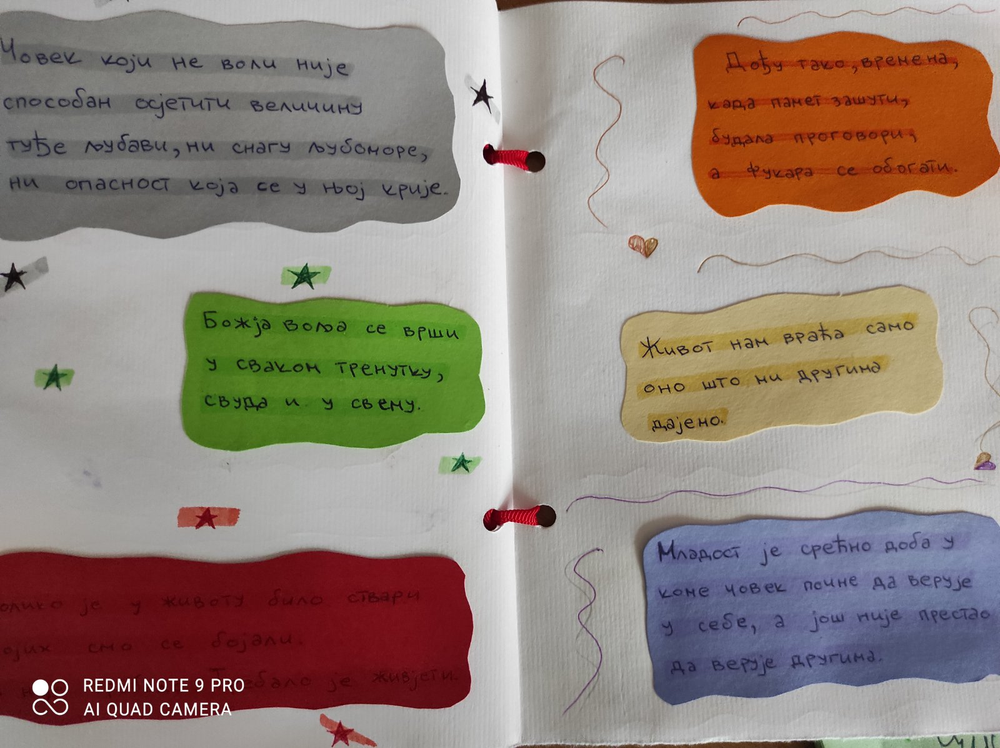 Човек који не воли није
способан осјетити величину
туђе љубави, ни снагу љубоморе,
ни опасност која се у њој крије.
Божја воља се врши
у сваком тренутку,
свуда и у свему.
је у животу било ствари
смо се бојали.
је живјети.
REDMI NOTE 9 PRO
AI QUAD CAMERA
Дођу тако, времена,
када памет зашути,
будала проговори,
а фукара се обогати.
Живот нам враћа само
оно што ми другима
дајемо.
Младост је срећно доба у
коме човек почне да верује
у себе, а још није престао
да верује другима.